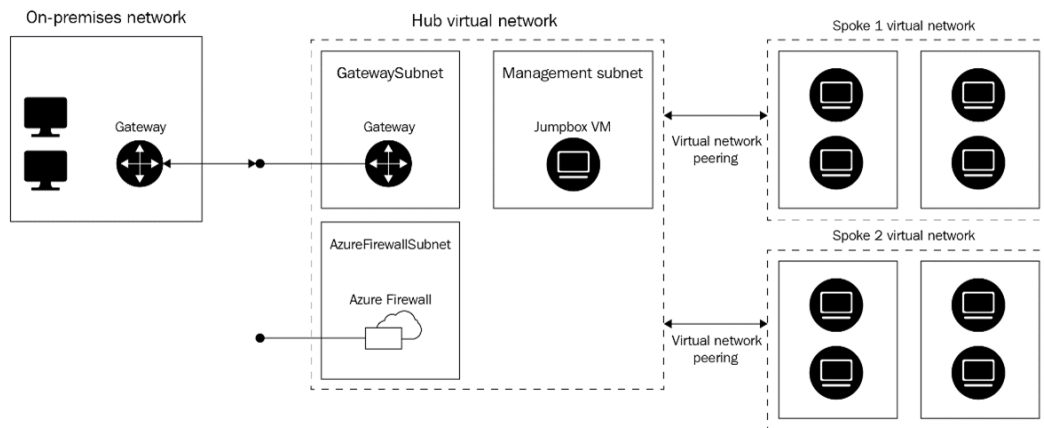 On-premises network
Gateway
Hub virtual network
GatewaySubnet
Gateway
Management subnet
Jumpbox VM
AzureFirewallSubnet
Azure Firewall
Virtual network
peering
Virtual network
peering
Spoke 1 virtual network
Spoke 2 virtual network